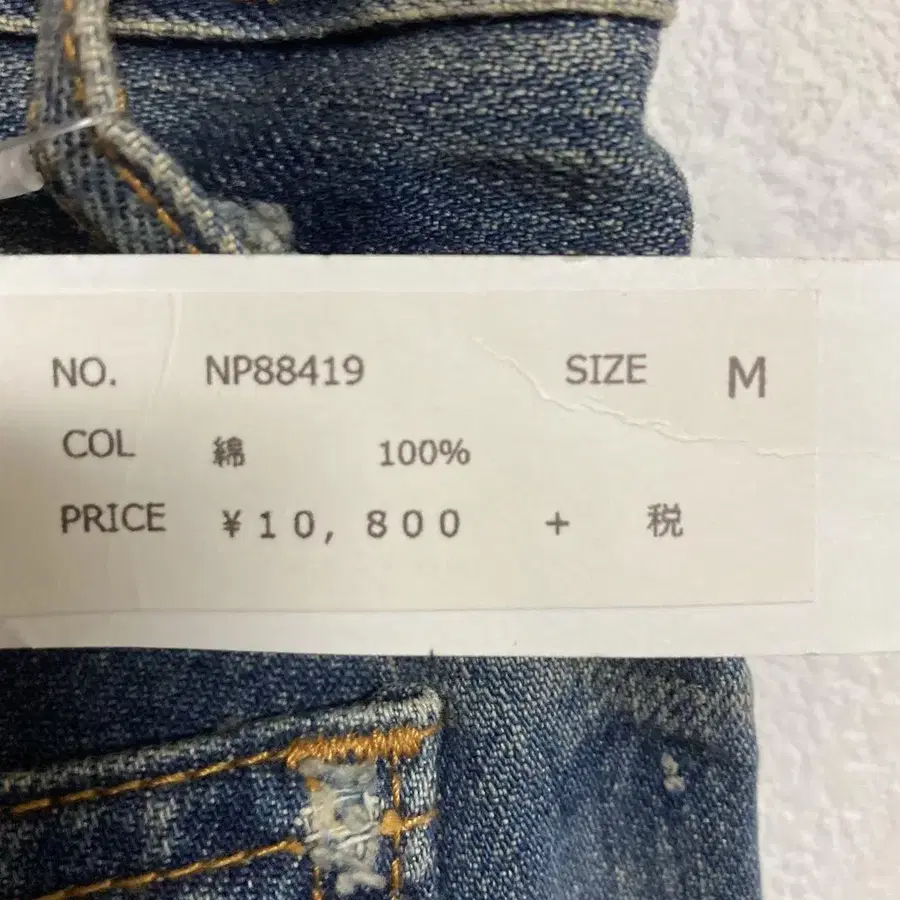 NO. NP88419 SIZE M
COL 綿 100%
PRICE ¥10,800 + 税